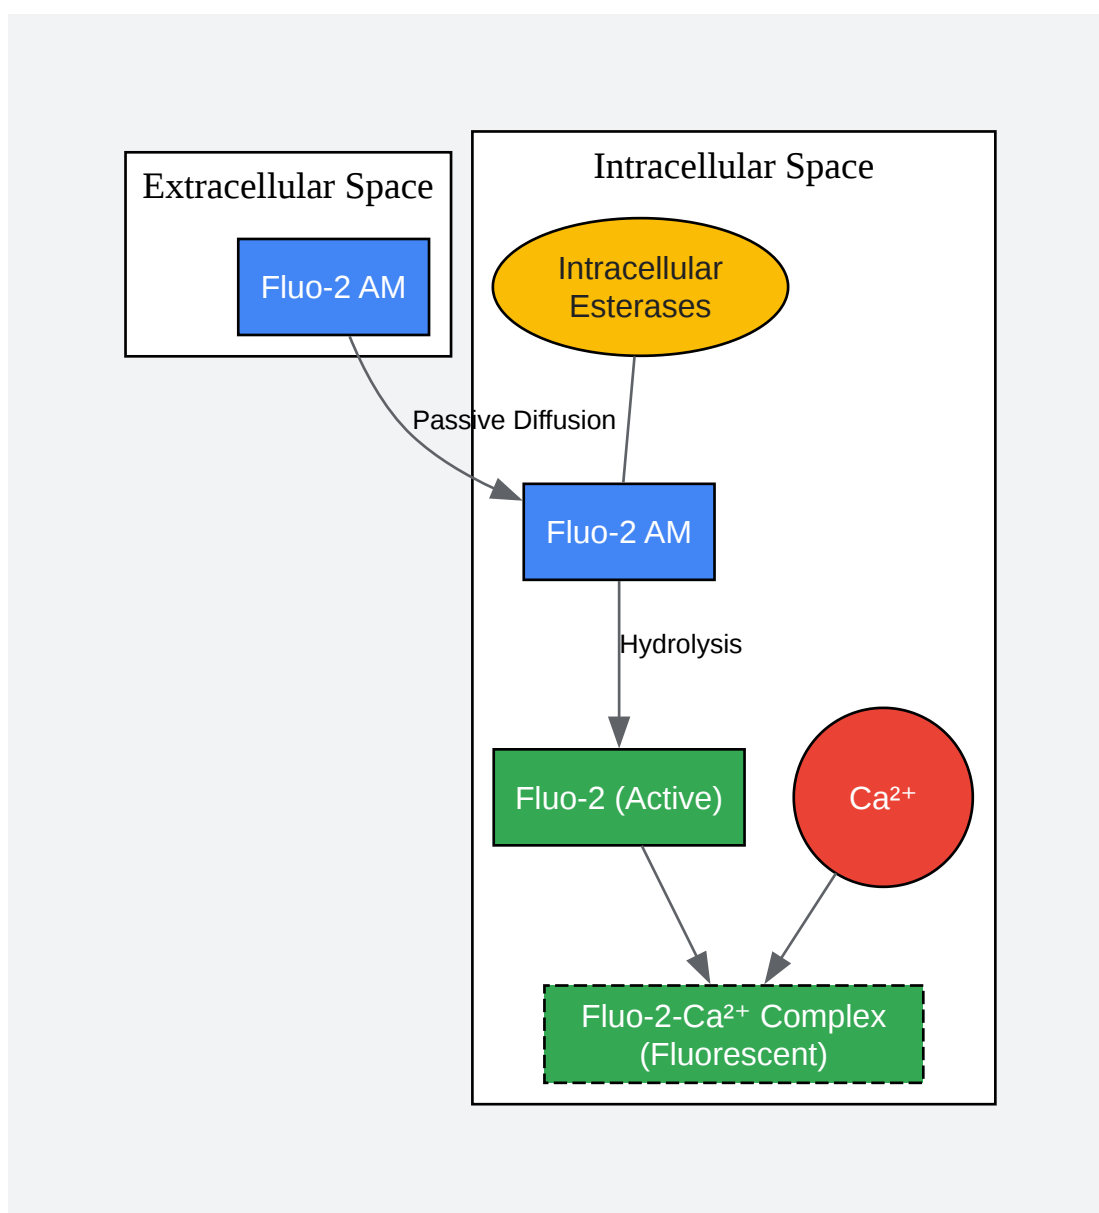 Extracellular Space
Fluo-2 AM
Intracellular Space
Intracellular
Esterases
Passive Diffusion
Fluo-2 AM
Hydrolysis
Fluo-2 (Active)
Ca²⁺
Fluo-2-Ca²⁺ Complex
(Fluorescent)